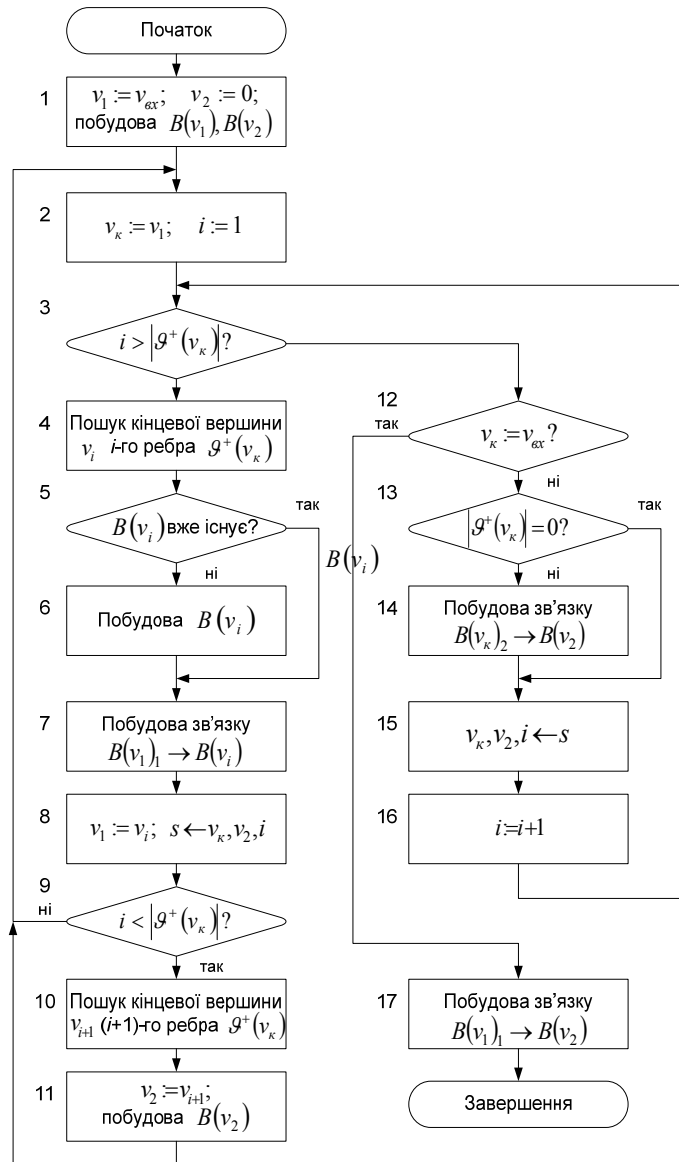 Початок
1
v₁ := vвх; v₂ := 0;
побудова B(v₁), B(v₂)
2
vк := v₁; i := 1
3
i > |𝜗⁺(vк)| ?
4
Пошук кінцевої вершини
vᵢ i-го ребра 𝜗⁺(vк)
5
так
B(vᵢ) вже існує?
ні
6
Побудова B(vᵢ)
7
Побудова зв'язку
B(v₁)₁ → B(vᵢ)
8
v₁ := vᵢ; s ← vк, v₂, i
9
ні
i < |𝜗⁺(vк)| ?
так
10
Пошук кінцевої вершини
vᵢ₊₁ (i+1)-го ребра 𝜗⁺(vк)
11
v₂ := vᵢ₊₁;
побудова B(v₂)
12
так
vк := vвх ?
ні
13
так
|𝜗⁺(vк)| = 0?
ні
B(vᵢ)
14
Побудова зв'язку
B(vк)₂ → B(v₂)
15
vк, v₂, i ← s
16
i := i+1
17
Побудова зв'язку
B(v₁)₁ → B(v₂)
Завершення